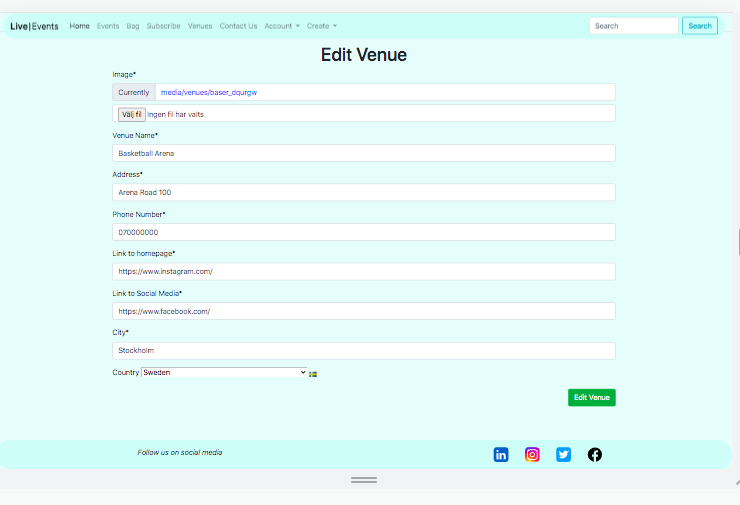 Live|Events Home Events Bag Subscribe Venues Contact Us Account Create Search Search
Edit Venue
Image*
Currently media/venues/baser_dqurgw
Välj fil Ingen fil har valts
Venue Name*
Basketball Arena
Address*
Arena Road 100
Phone Number*
070000000
Link to homepage*
https://www.instagram.com/
Link to Social Media*
https://www.facebook.com/
City*
Stockholm
Country Sweden
Edit Venue
Follow us on social media